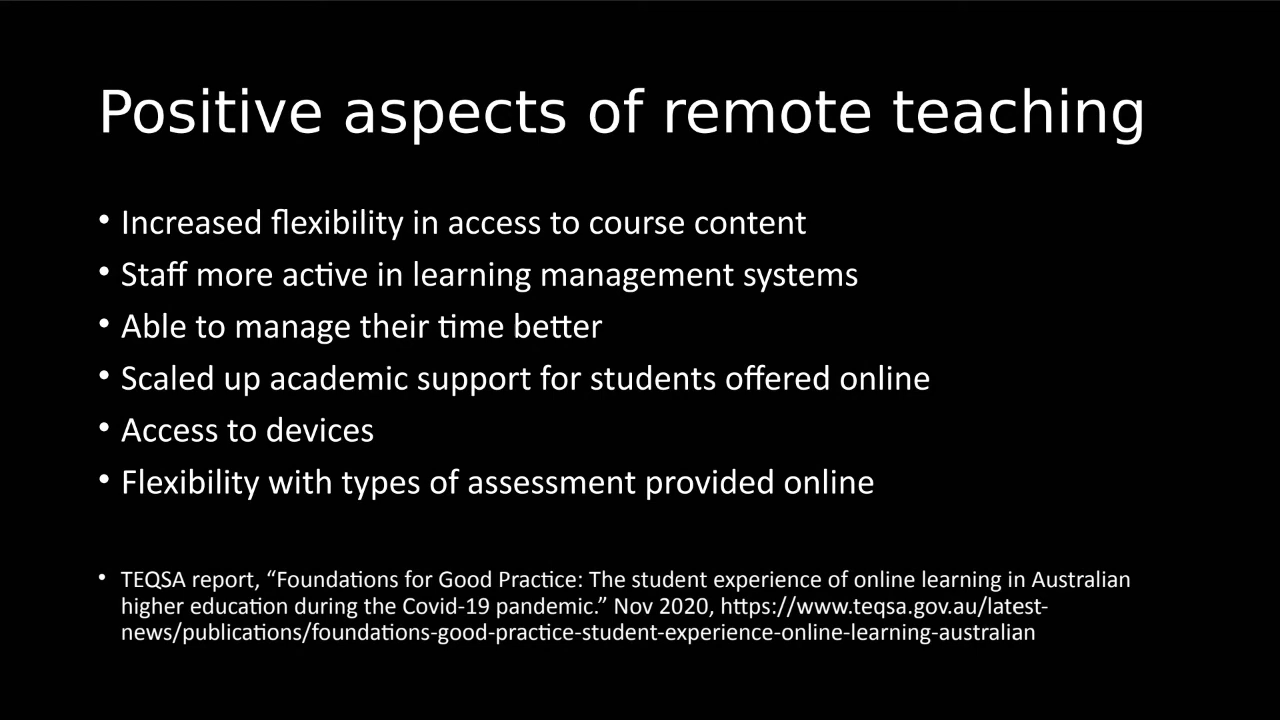 Positive aspects of remote teaching
• Increased flexibility in access to course content
• Staff more active in learning management systems
• Able to manage their time better
• Scaled up academic support for students offered online
• Access to devices
• Flexibility with types of assessment provided online
• TEQSA report, “Foundations for Good Practice: The student experience of online learning in Australian
higher education during the Covid-19 pandemic.” Nov 2020, https://www.teqsa.gov.au/latest-
news/publications/foundations-good-practice-student-experience-online-learning-australian